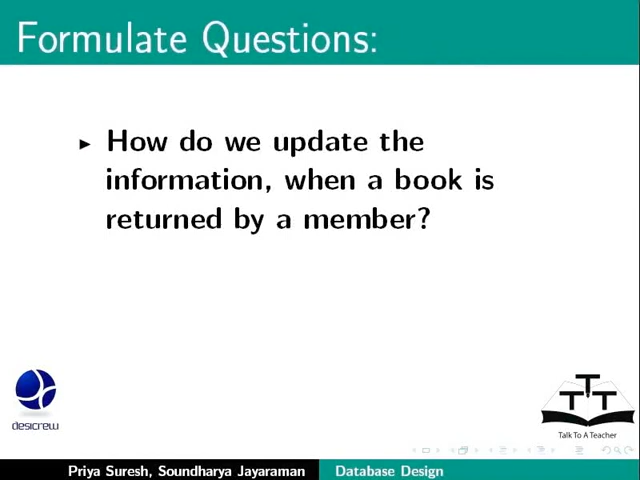 Formulate Questions:
How do we update the
information, when a book is
returned by a member?
desicrew
TTT
Talk To A Teacher
Priya Suresh, Soundharya Jayaraman
Database Design